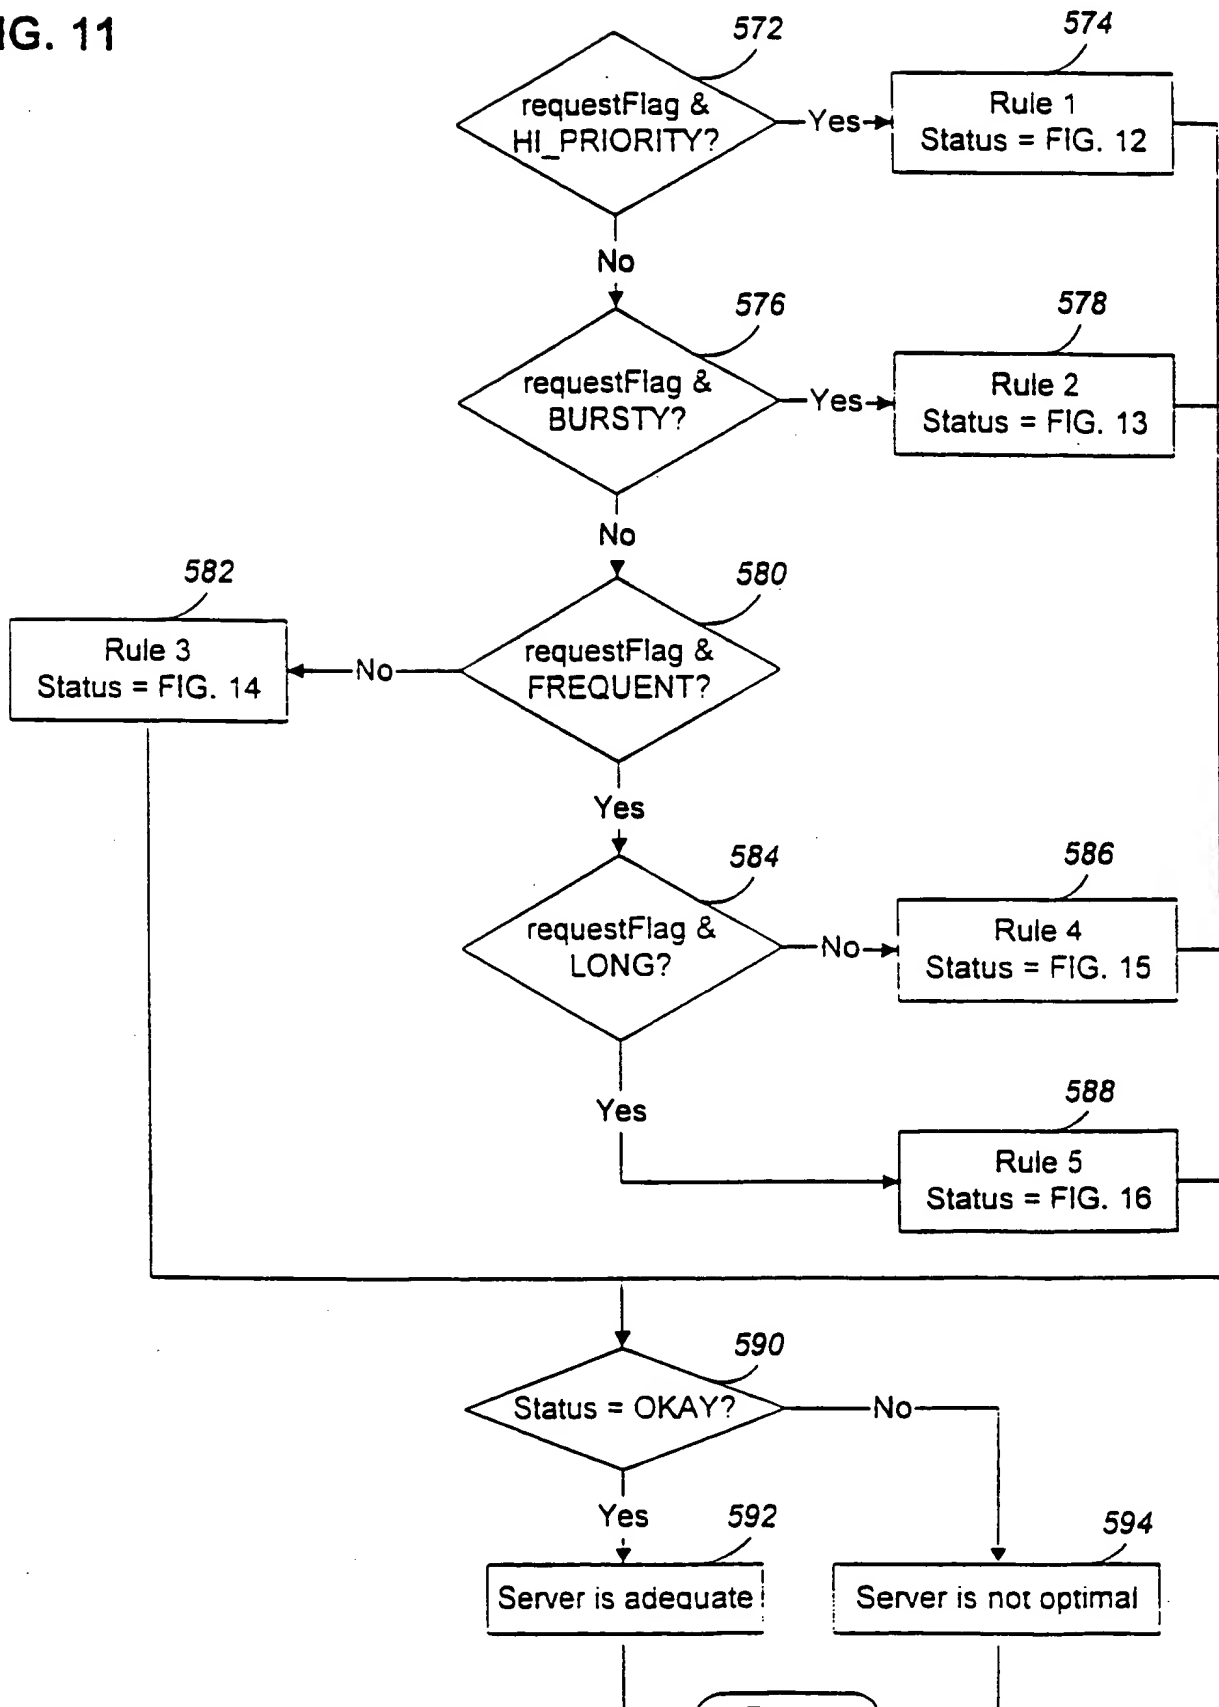 IG. 11
572
574
requestFlag &
HI_PRIORITY?
Yes
Rule 1
Status = FIG. 12
No
576
578
requestFlag &
BURSTY?
Yes
Rule 2
Status = FIG. 13
No
582
580
Rule 3
Status = FIG. 14
No
requestFlag &
FREQUENT?
Yes
584
586
requestFlag &
LONG?
No
Rule 4
Status = FIG. 15
Yes
588
Rule 5
Status = FIG. 16
590
Status = OKAY?
No
Yes
592
594
Server is adequate
Server is not optimal